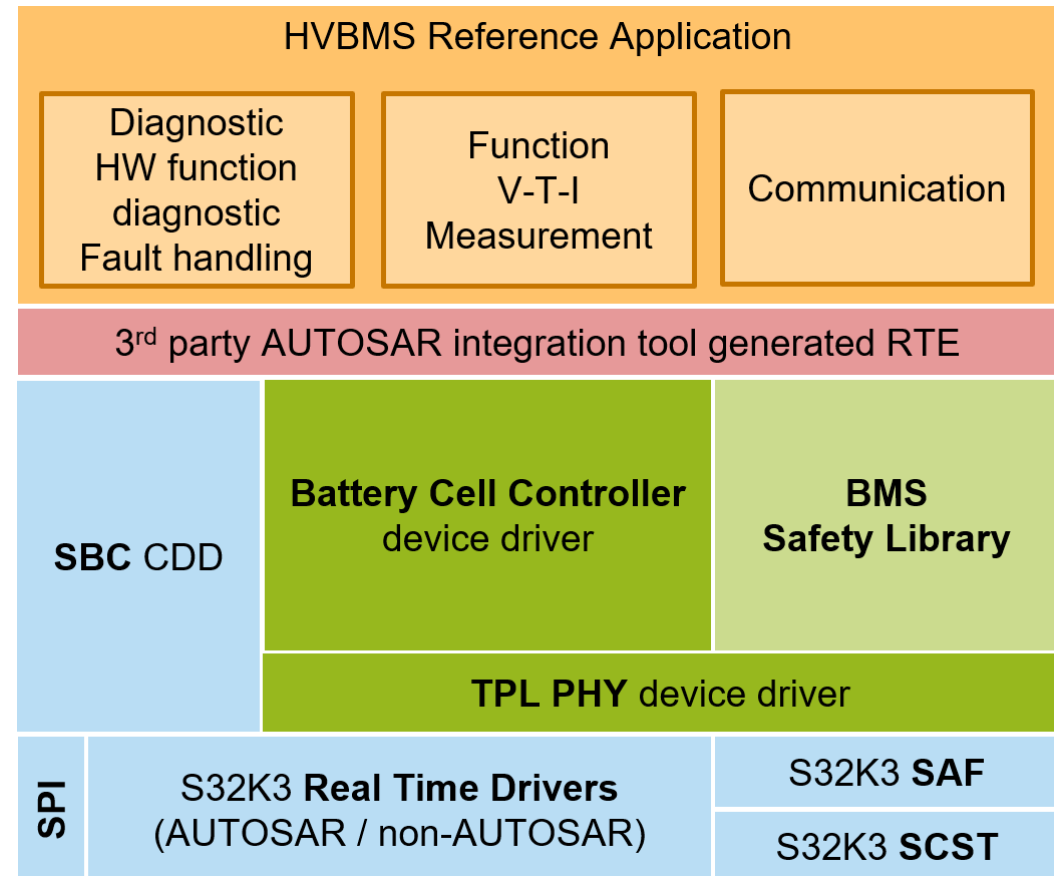 HVBMS Reference Application
Diagnostic
HW function
diagnostic
Fault handling
Function
V-T-I
Measurement
Communication
3rd party AUTOSAR integration tool generated RTE
SBC CDD
Battery Cell Controller
device driver
BMS
Safety Library
TPL PHY device driver
SPI
S32K3 Real Time Drivers
(AUTOSAR / non-AUTOSAR)
S32K3 SAF
S32K3 SCST